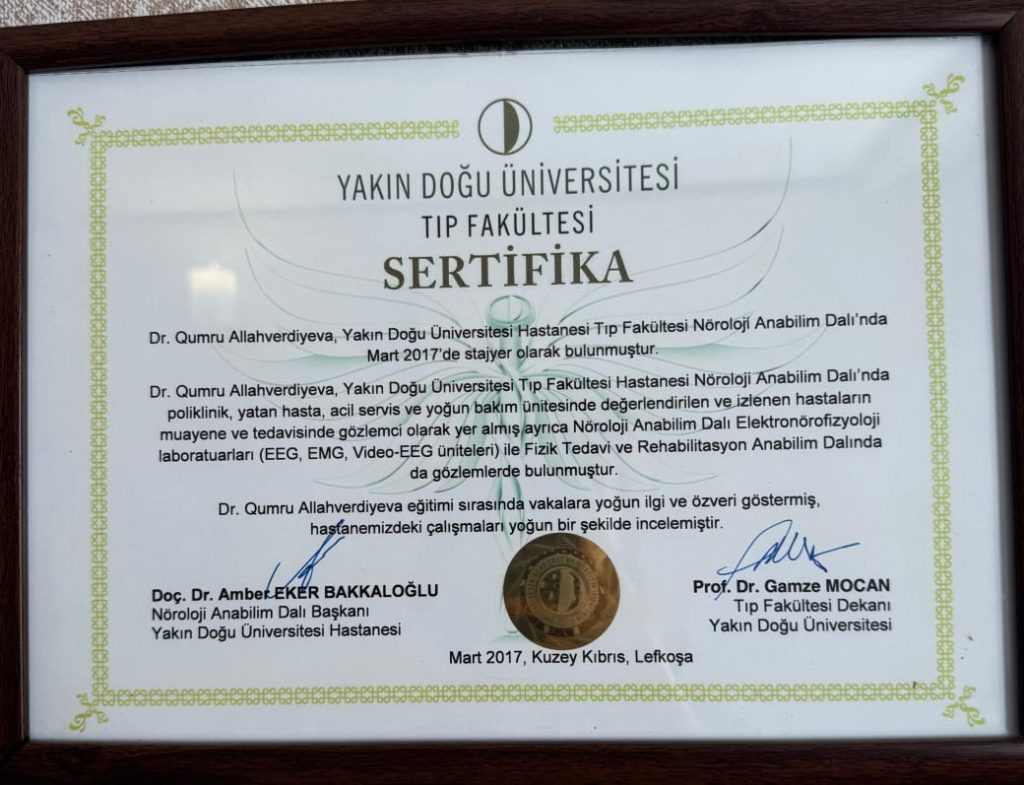 YAKIN DOĞU ÜNİVERSİTESİ
TIP FAKÜLTESİ
SERTİFİKA
Dr. Qumru Allahverdiyeva, Yakın Doğu Üniversitesi Hastanesi Tıp Fakültesi Nöroloji Anabilim Dalı'nda
Mart 2017'de stajyer olarak bulunmuştur.
Dr. Qumru Allahverdiyeva, Yakın Doğu Üniversitesi Tıp Fakültesi Hastanesi Nöroloji Anabilim Dalı'nda
poliklinik, yatan hasta, acil servis ve yoğun bakım ünitesinde değerlendirilen ve izlenen hastaların
muayene ve tedavisinde gözlemci olarak yer almış ayrıca Nöroloji Anabilim Dalı Elektronörofizyoloji
laboratuarları (EEG, EMG, Video-EEG üniteleri) ile Fizik Tedavi ve Rehabilitasyon Anabilim Dalında
da gözlemlerde bulunmuştur.
Dr. Qumru Allahverdiyeva eğitimi sırasında vakalara yoğun ilgi ve özveri göstermiş,
hastanemizdeki çalışmaları yoğun bir şekilde incelemiştir.
Doç. Dr. Amber EKER BAKKALOĞLU
Nöroloji Anabilim Dalı Başkanı
Yakın Doğu Üniversitesi Hastanesi
Prof. Dr. Gamze MOCAN
Tıp Fakültesi Dekanı
Yakın Doğu Üniversitesi
Mart 2017, Kuzey Kıbrıs, Lefkoşa